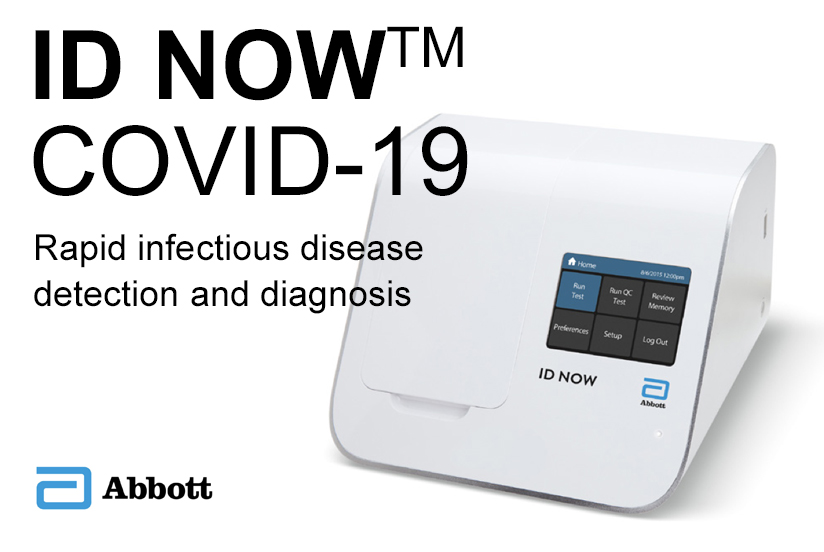 ID NOW™
COVID-19
Rapid infectious disease
detection and diagnosis
Home
8/6/2015 12:00pm
Run
Test
Run QC
Test
Review
Memory
Preferences
Setup
Log Out
ID NOW
Abbott
Abbott